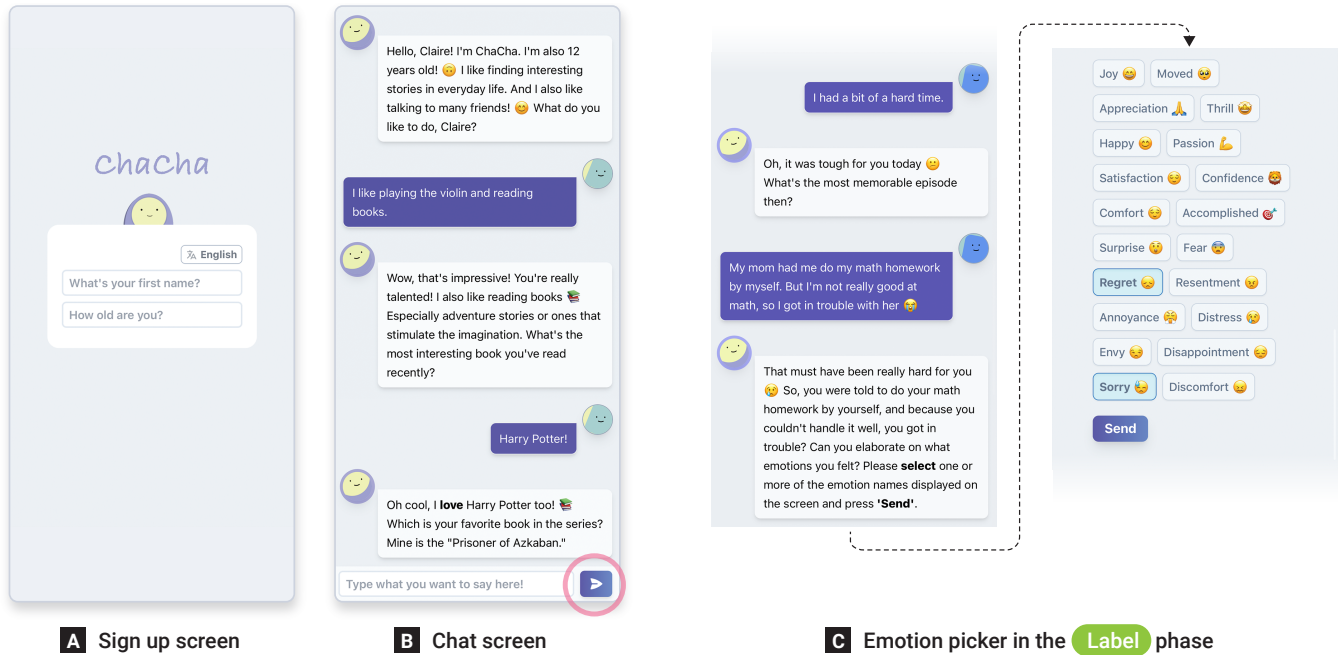 ChaCha
English
What's your first name?
How old are you?
A Sign up screen
Hello, Claire! I'm ChaCha. I'm also 12
years old! 🙃 I like finding interesting
stories in everyday life. And I also like
talking to many friends! 😊 What do you
like to do, Claire?
I like playing the violin and reading
books.
Wow, that's impressive! You're really
talented! I also like reading books 📚
Especially adventure stories or ones that
stimulate the imagination. What's the
most interesting book you've read
recently?
Harry Potter!
Oh cool, I love Harry Potter too! 📚
Which is your favorite book in the series?
Mine is the "Prisoner of Azkaban."
Type what you want to say here!
B Chat screen
I had a bit of a hard time.
Oh, it was tough for you today 😕
What's the most memorable episode
then?
My mom had me do my math homework
by myself. But I'm not really good at
math, so I got in trouble with her 😭
That must have been really hard for you
😢 So, you were told to do your math
homework by yourself, and because you
couldn't handle it well, you got in
trouble? Can you elaborate on what
emotions you felt? Please select one or
more of the emotion names displayed on
the screen and press 'Send'.
Joy 😄 Moved 🥺
Appreciation 🙏 Thrill 🤩
Happy 😊 Passion 💪
Satisfaction 😌 Confidence 🦁
Comfort 😌 Accomplished 🎯
Surprise 😲 Fear 😨
Regret 😞 Resentment 😠
Annoyance 😤 Distress 😢
Envy 😔 Disappointment 😔
Sorry 😓 Discomfort 😖
Send
C Emotion picker in the Label phase